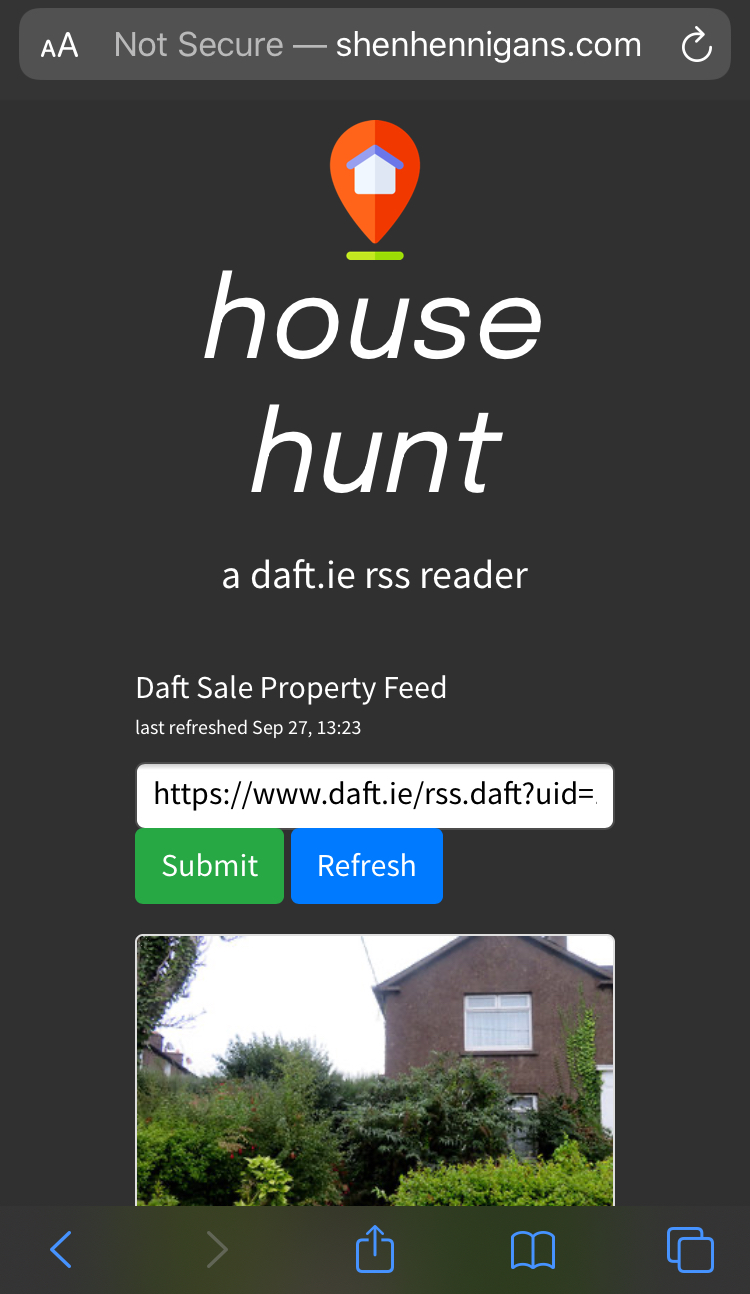 AA Not Secure — shenhennigans.com
house
hunt
a daft.ie rss reader
Daft Sale Property Feed
last refreshed Sep 27, 13:23
https://www.daft.ie/rss.daft?uid=
Submit Refresh